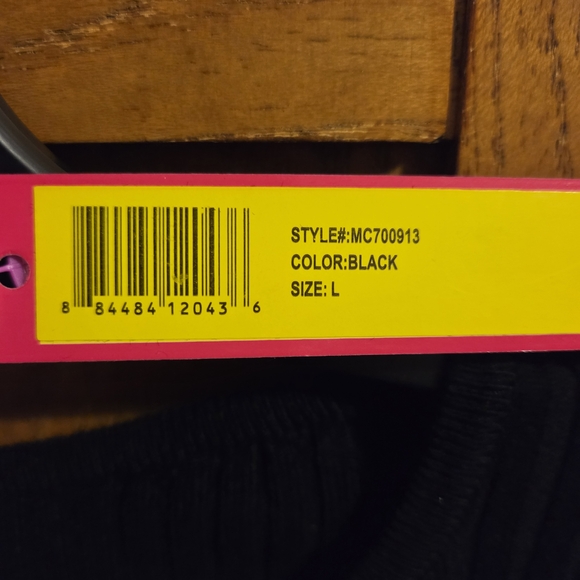 STYLE#:MC700913
COLOR:BLACK
SIZE: L
8 84484 12043 6